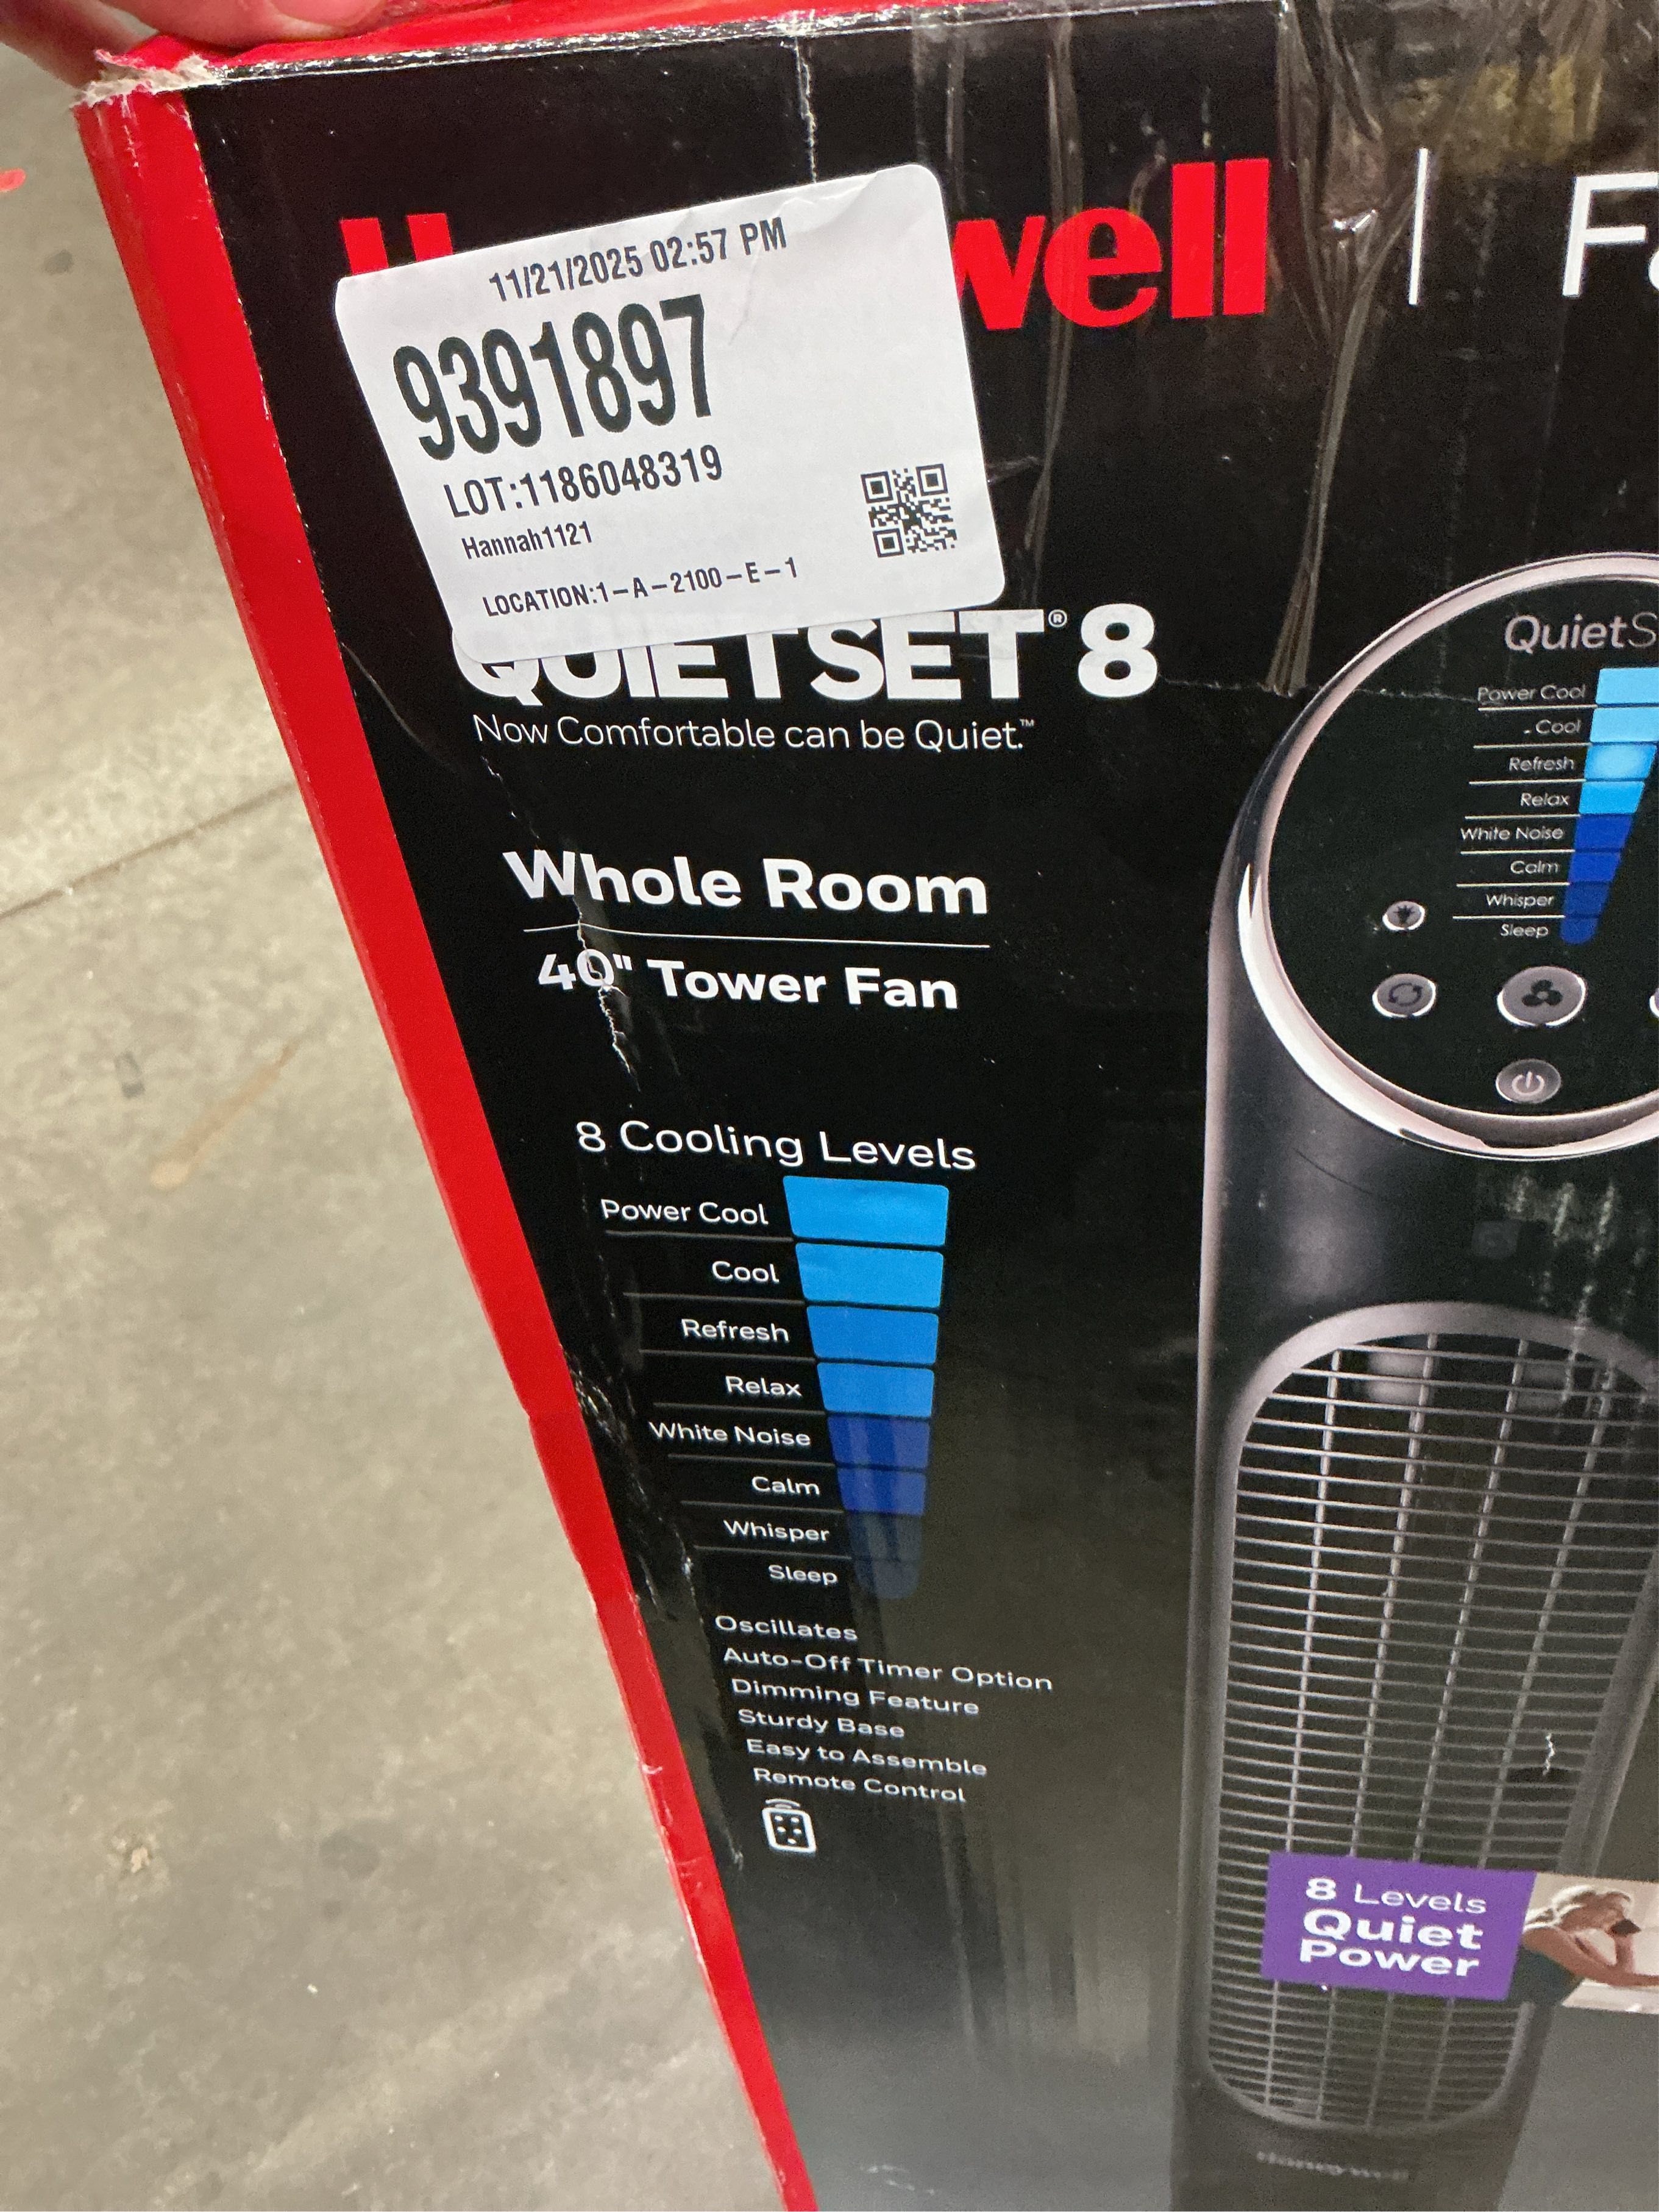 well
11/21/2025 02:57 PM
9391897
LOT:1186048319
Hannah1121
LOCATION:1-A-2100-E-1
QUIETSET® 8
Now Comfortable can be Quiet.™
Whole Room
40" Tower Fan
8 Cooling Levels
Power Cool
Cool
Refresh
Relax
White Noise
Calm
Whisper
Sleep
Oscillates
Auto-Off Timer Option
Dimming Feature
Sturdy Base
Easy to Assemble
Remote Control
QuietS
Power Cool
Cool
Refresh
Relax
White Noise
Calm
Whisper
Sleep
8 Levels
Quiet
Power
Honeywell